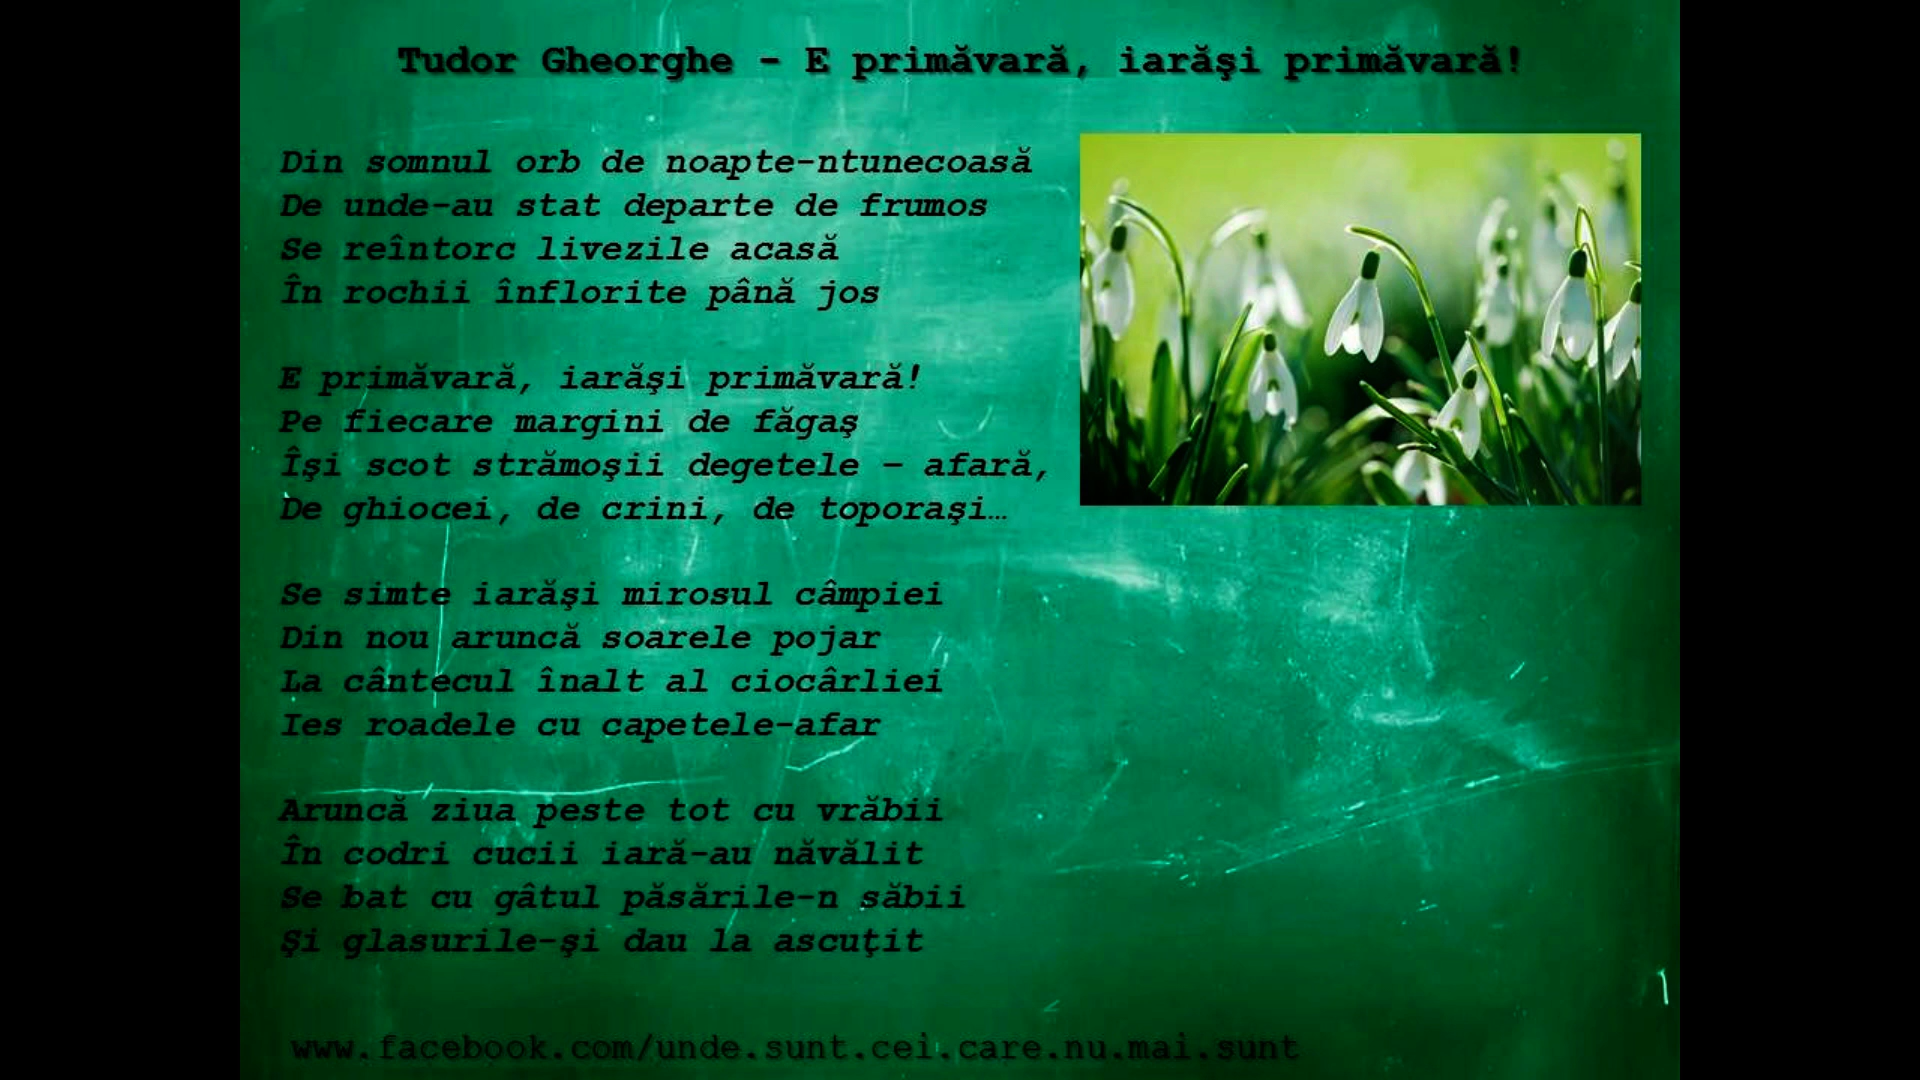 Tudor Gheorghe - E primăvară, iarăşi primăvară!
Din somnul orb de noapte-ntunecoasă
De unde-au stat departe de frumos
Se reîntorc livezile acasă
În rochii înflorite până jos
E primăvară, iarăşi primăvară!
Pe fiecare margini de făgaş
Îşi scot strămoşii degetele – afară,
De ghiocei, de crini, de toporaşi…
Se simte iarăşi mirosul câmpiei
Din nou aruncă soarele pojar
La cântecul înalt al ciocârliei
Ies roadele cu capetele-afar
Aruncă ziua peste tot cu vrăbii
În codri cucii iară-au năvălit
Se bat cu gâtul păsările-n săbii
Şi glasurile-şi dau la ascuţit
www.facebook.com/unde.sunt.cei.care.nu.mai.sunt